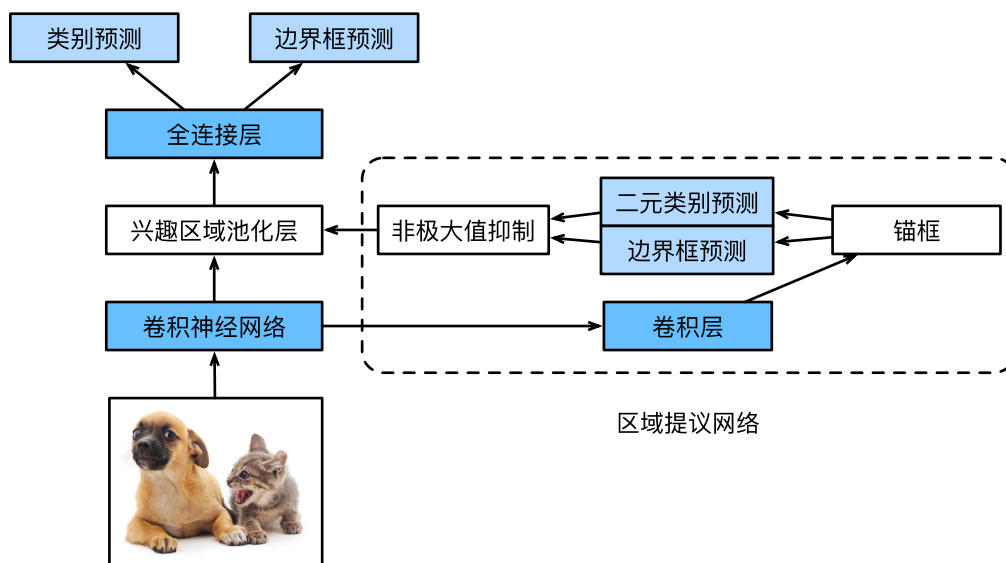 类别预测
边界框预测
全连接层
兴趣区域池化层
非极大值抑制
二元类别预测
边界框预测
锚框
卷积神经网络
卷积层
区域提议网络